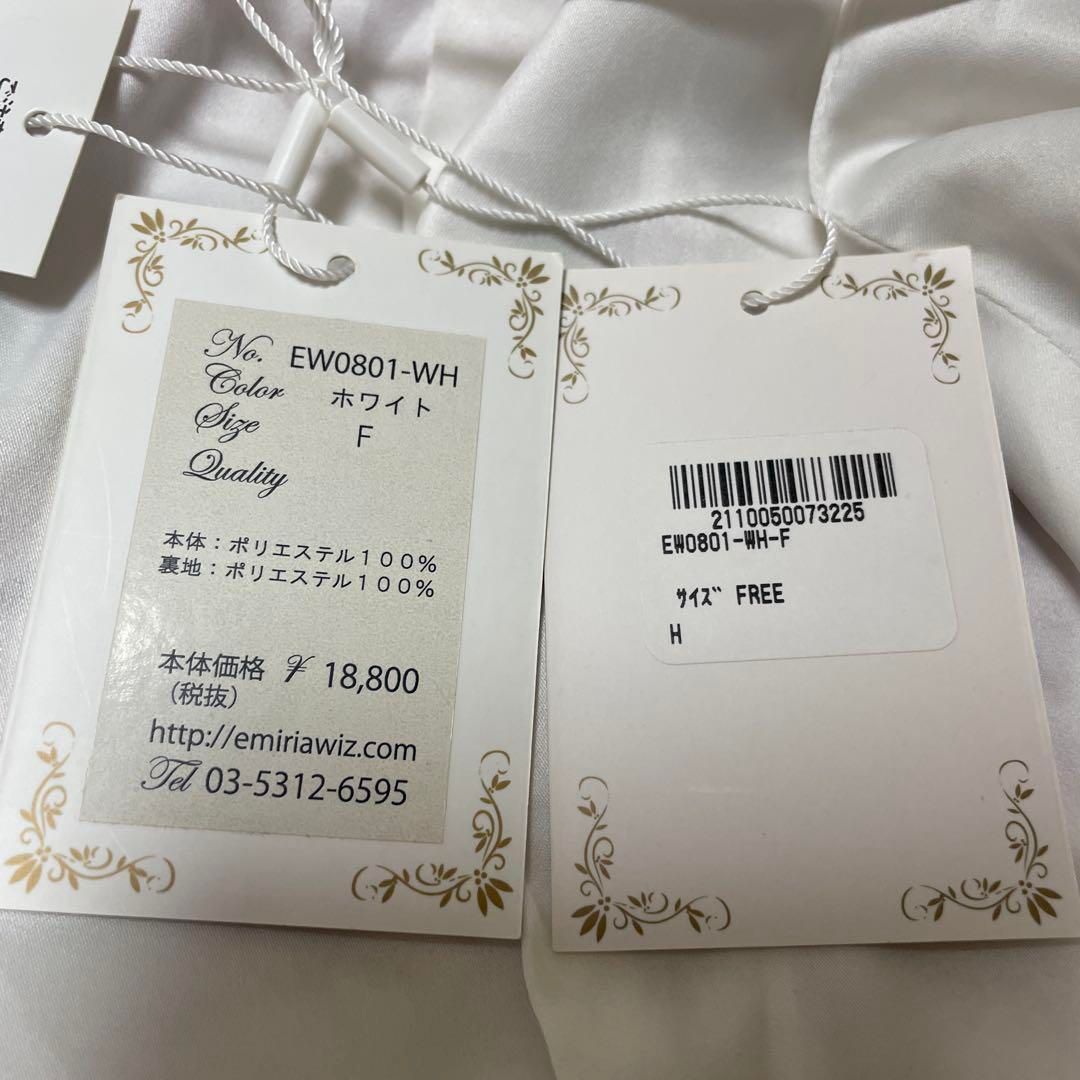 No. EW0801-WH
Color ホワイト
Size F
Quality
本体：ポリエステル１００％
裏地：ポリエステル１００％
本体価格 ¥ 18,800
（税抜）
http://emiriawiz.com
Tel 03-5312-6595
2110050073225
EW0801-WH-F
ｻｲｽﾞ FREE
H